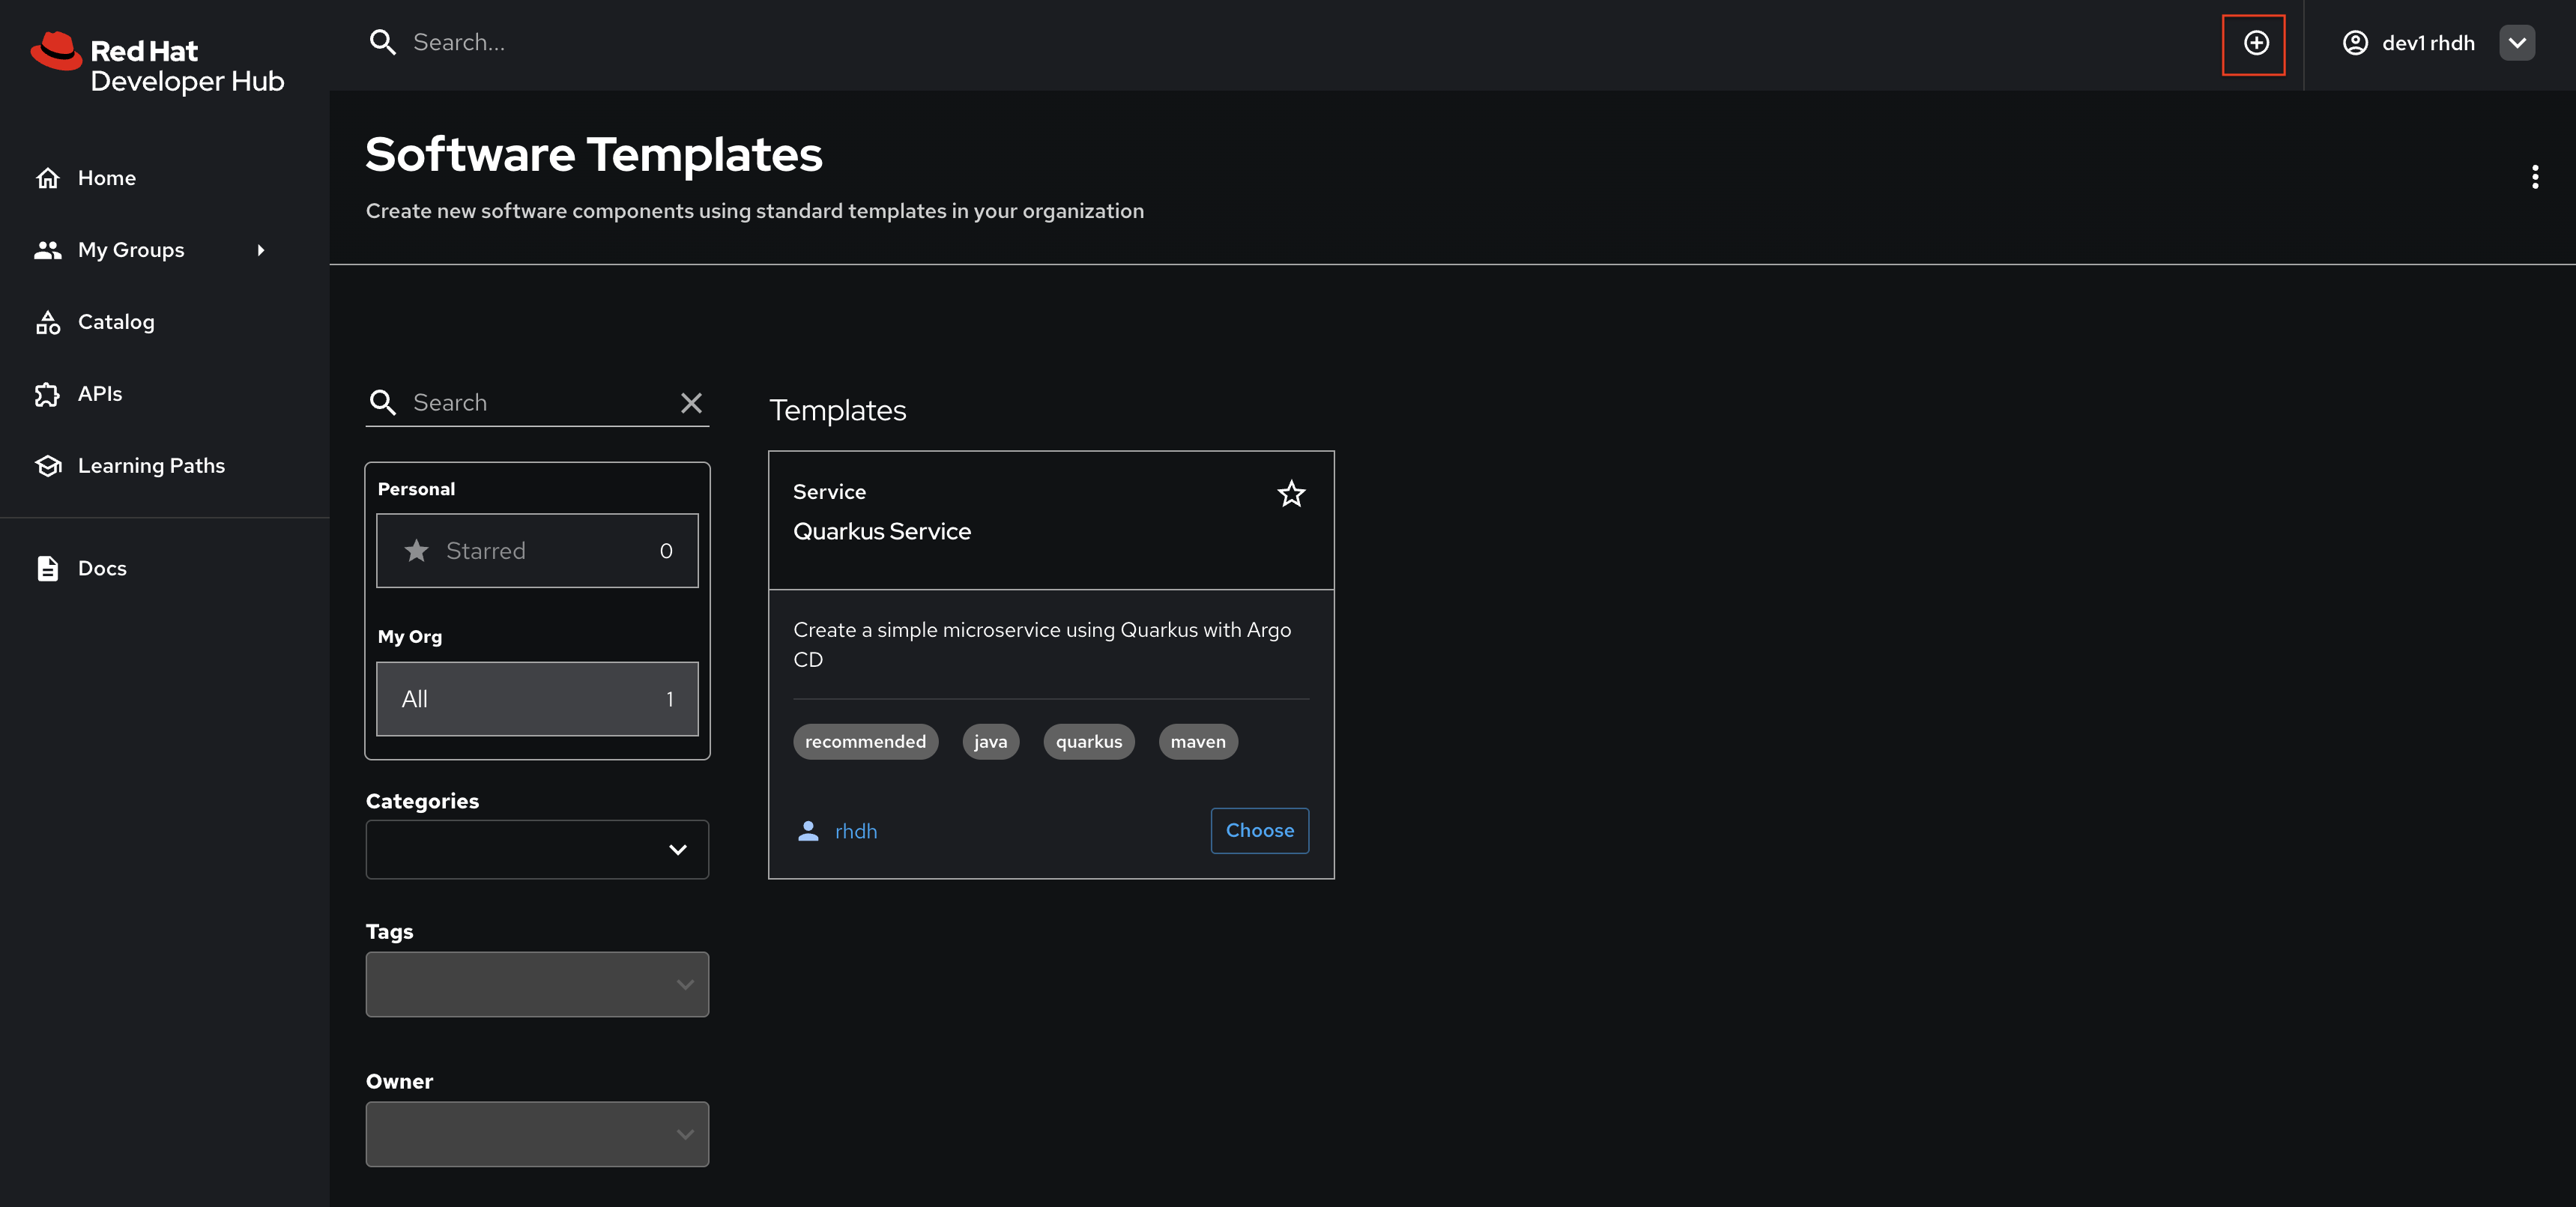 Red Hat
Developer Hub
Search...
dev1 rhdh
Home
My Groups
Catalog
APIs
Learning Paths
Docs
Software Templates
Create new software components using standard templates in your organization
Search
Personal
Starred 0
My Org
All 1
Categories
Tags
Owner
Templates
Service
Quarkus Service
Create a simple microservice using Quarkus with Argo
CD
recommended java quarkus maven
rhdh
Choose